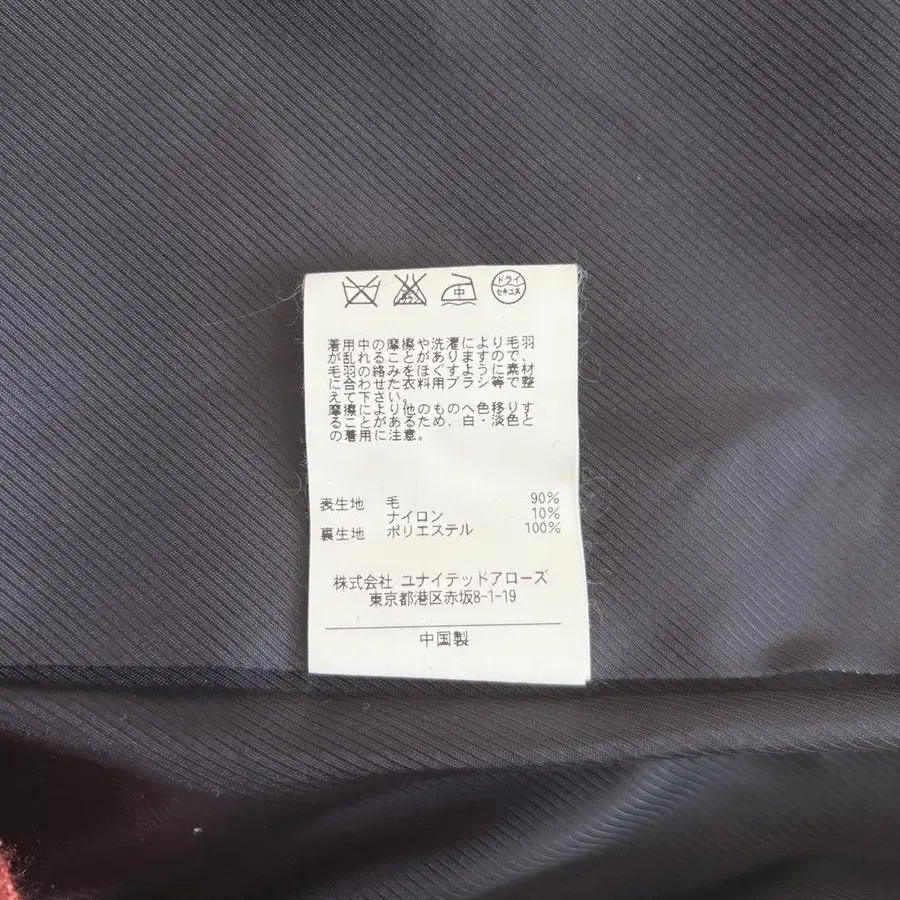 中
ドライ
セキユ系
着用中の摩擦や洗濯により毛羽
が乱れることがありますので、
毛羽の絡みをほぐすように素材
に合わせた衣料用ブラシ等で整
えて下さい。
摩擦により他のものへ色移りす
ることがあるため、白・淡色と
の着用に注意。
表生地 毛 90%
ナイロン 10%
裏生地 ポリエステル 100%
株式会社 ユナイテッドアローズ
東京都港区赤坂8-1-19
中国製